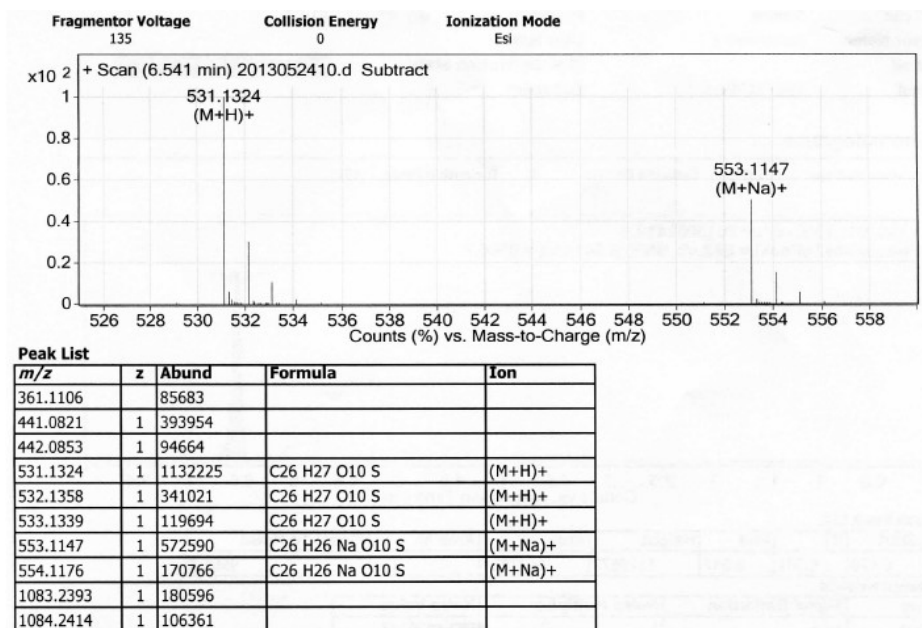 Fragmentor Voltage Collision Energy Ionization Mode
135 0 Esi
x10 2 + Scan (6.541 min) 2013052410.d Subtract
1
531.1324
(M+H)+
0.8
553.1147
(M+Na)+
0.6
0.4
0.2
0
526 528 530 532 534 536 538 540 542 544 546 548 550 552 554 556 558
Counts (%) vs. Mass-to-Charge (m/z)
Peak List
m/z z Abund Formula Ion
361.1106 85683
441.0821 1 393954
442.0853 1 94664
531.1324 1 1132225 C26 H27 O10 S (M+H)+
532.1358 1 341021 C26 H27 O10 S (M+H)+
533.1339 1 119694 C26 H27 O10 S (M+H)+
553.1147 1 572590 C26 H26 Na O10 S (M+Na)+
554.1176 1 170766 C26 H26 Na O10 S (M+Na)+
1083.2393 1 180596
1084.2414 1 106361